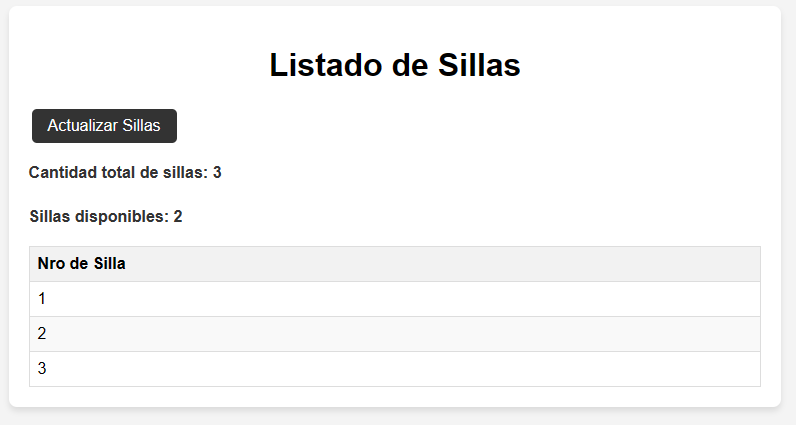 Listado de Sillas
Actualizar Sillas
Cantidad total de sillas: 3
Sillas disponibles: 2
Nro de Silla
1
2
3